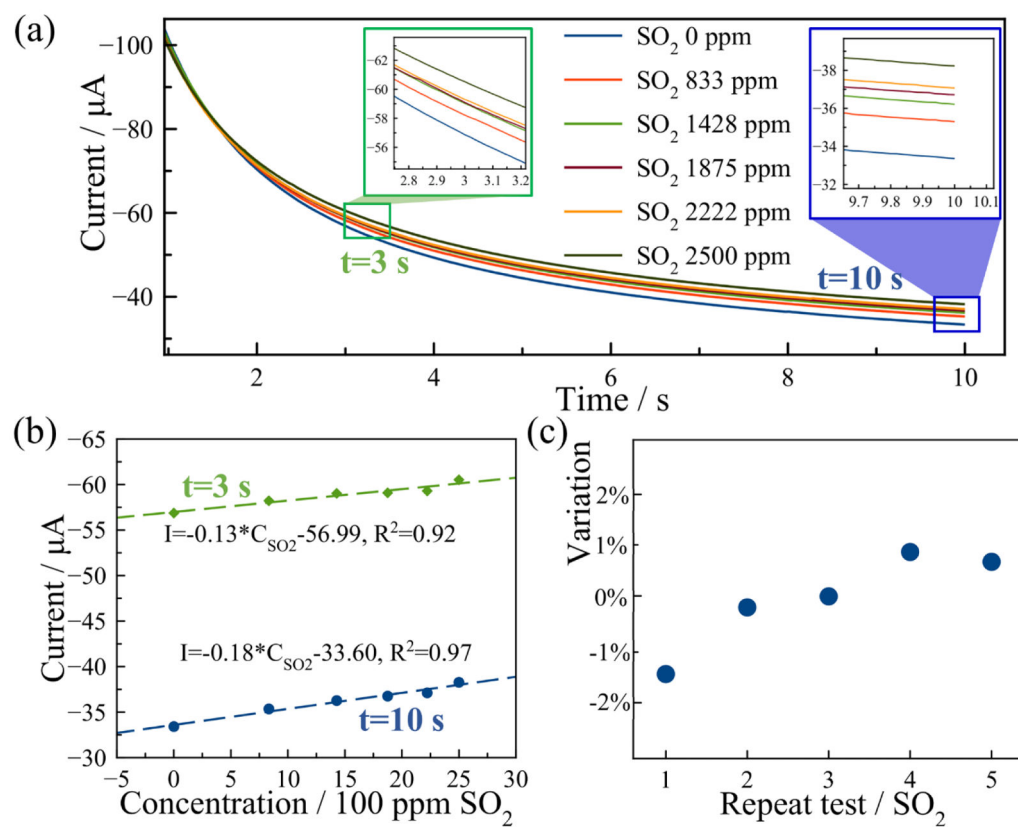 (a)
Current / μA
−100
−80
−60
−40
2
4
6
8
10
Time / s
t=3 s
t=10 s
−62
−60
−58
−56
2.8
2.9
3
3.1
3.2
SO₂ 0 ppm
SO₂ 833 ppm
SO₂ 1428 ppm
SO₂ 1875 ppm
SO₂ 2222 ppm
SO₂ 2500 ppm
−38
−36
−34
−32
9.7
9.8
9.9
10
10.1
(b)
Current / μA
−65
−60
−55
−50
−45
−40
−35
−30
t=3 s
I=-0.13*C_SO2-56.99, R²=0.92
I=-0.18*C_SO2-33.60, R²=0.97
t=10 s
−5
0
5
10
15
20
25
30
Concentration / 100 ppm SO₂
(c)
Variation
2%
1%
0%
-1%
-2%
1
2
3
4
5
Repeat test / SO₂